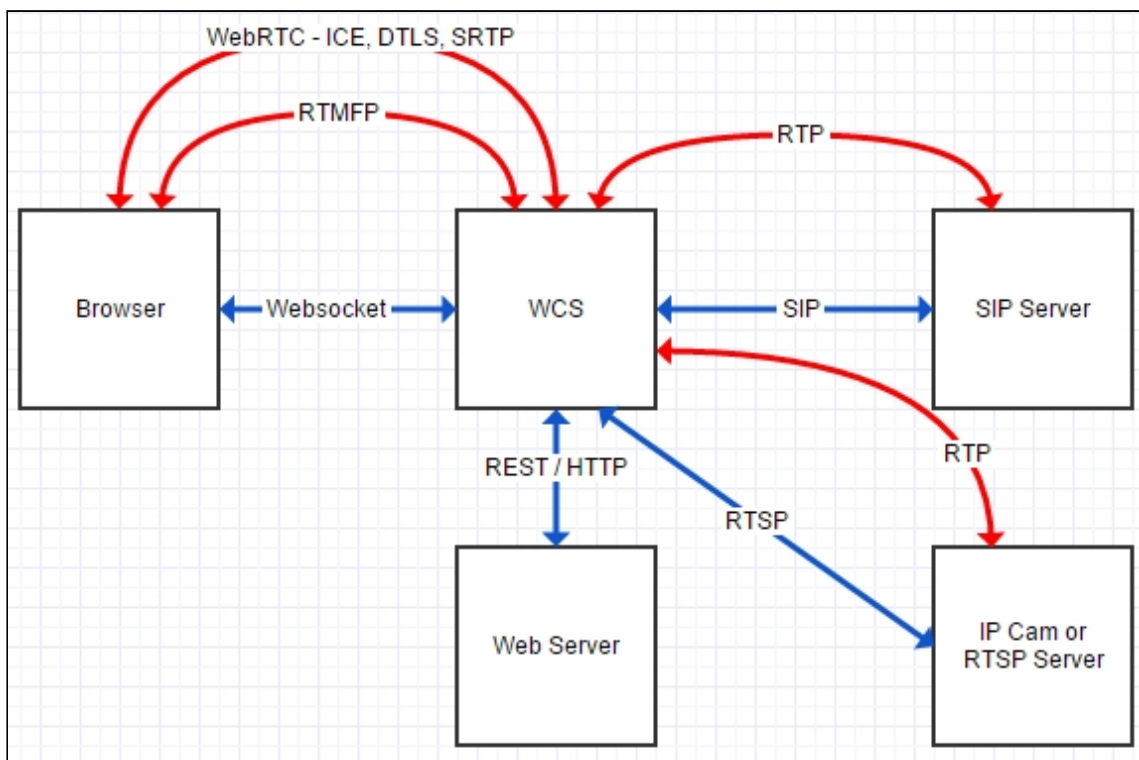 WebRTC - ICE, DTLS, SRTP
RTMFP
RTP
Browser
Websocket
WCS
SIP
SIP Server
REST / HTTP
RTP
RTSP
Web Server
IP Cam or
RTSP Server